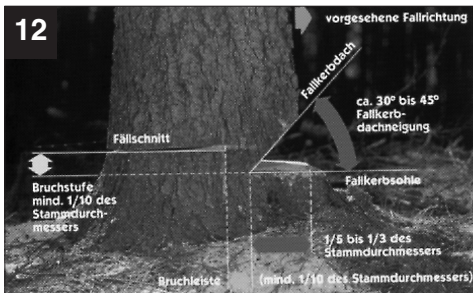 12
vorgesehene Fallrichtung
Fallkerbdach
ca. 30° bis 45°
Fallkerb-
dachneigung
Fällschnitt
Bruchstufe
mind. 1/10 des
Stammdurch-
messers
Fallkerbsohle
1/5 bis 1/3 des
Stammdurchmessers
Bruchleiste
(mind. 1/10 des Stammdurchmessers)